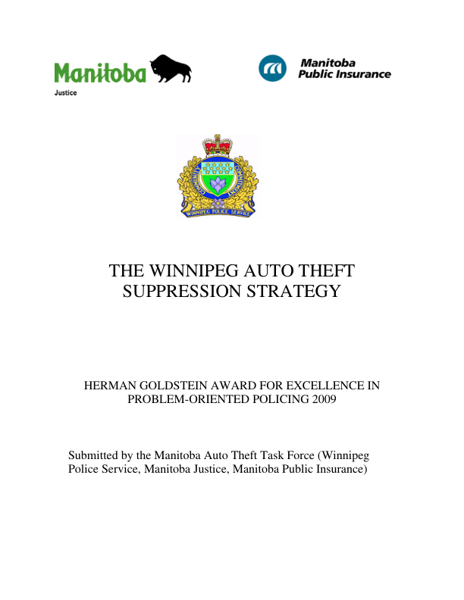 Manitoba
Justice
Manitoba
Public Insurance
WINNIPEG POLICE SERVICE
THE WINNIPEG AUTO THEFT
SUPPRESSION STRATEGY
HERMAN GOLDSTEIN AWARD FOR EXCELLENCE IN
PROBLEM-ORIENTED POLICING 2009
Submitted by the Manitoba Auto Theft Task Force (Winnipeg
Police Service, Manitoba Justice, Manitoba Public Insurance)